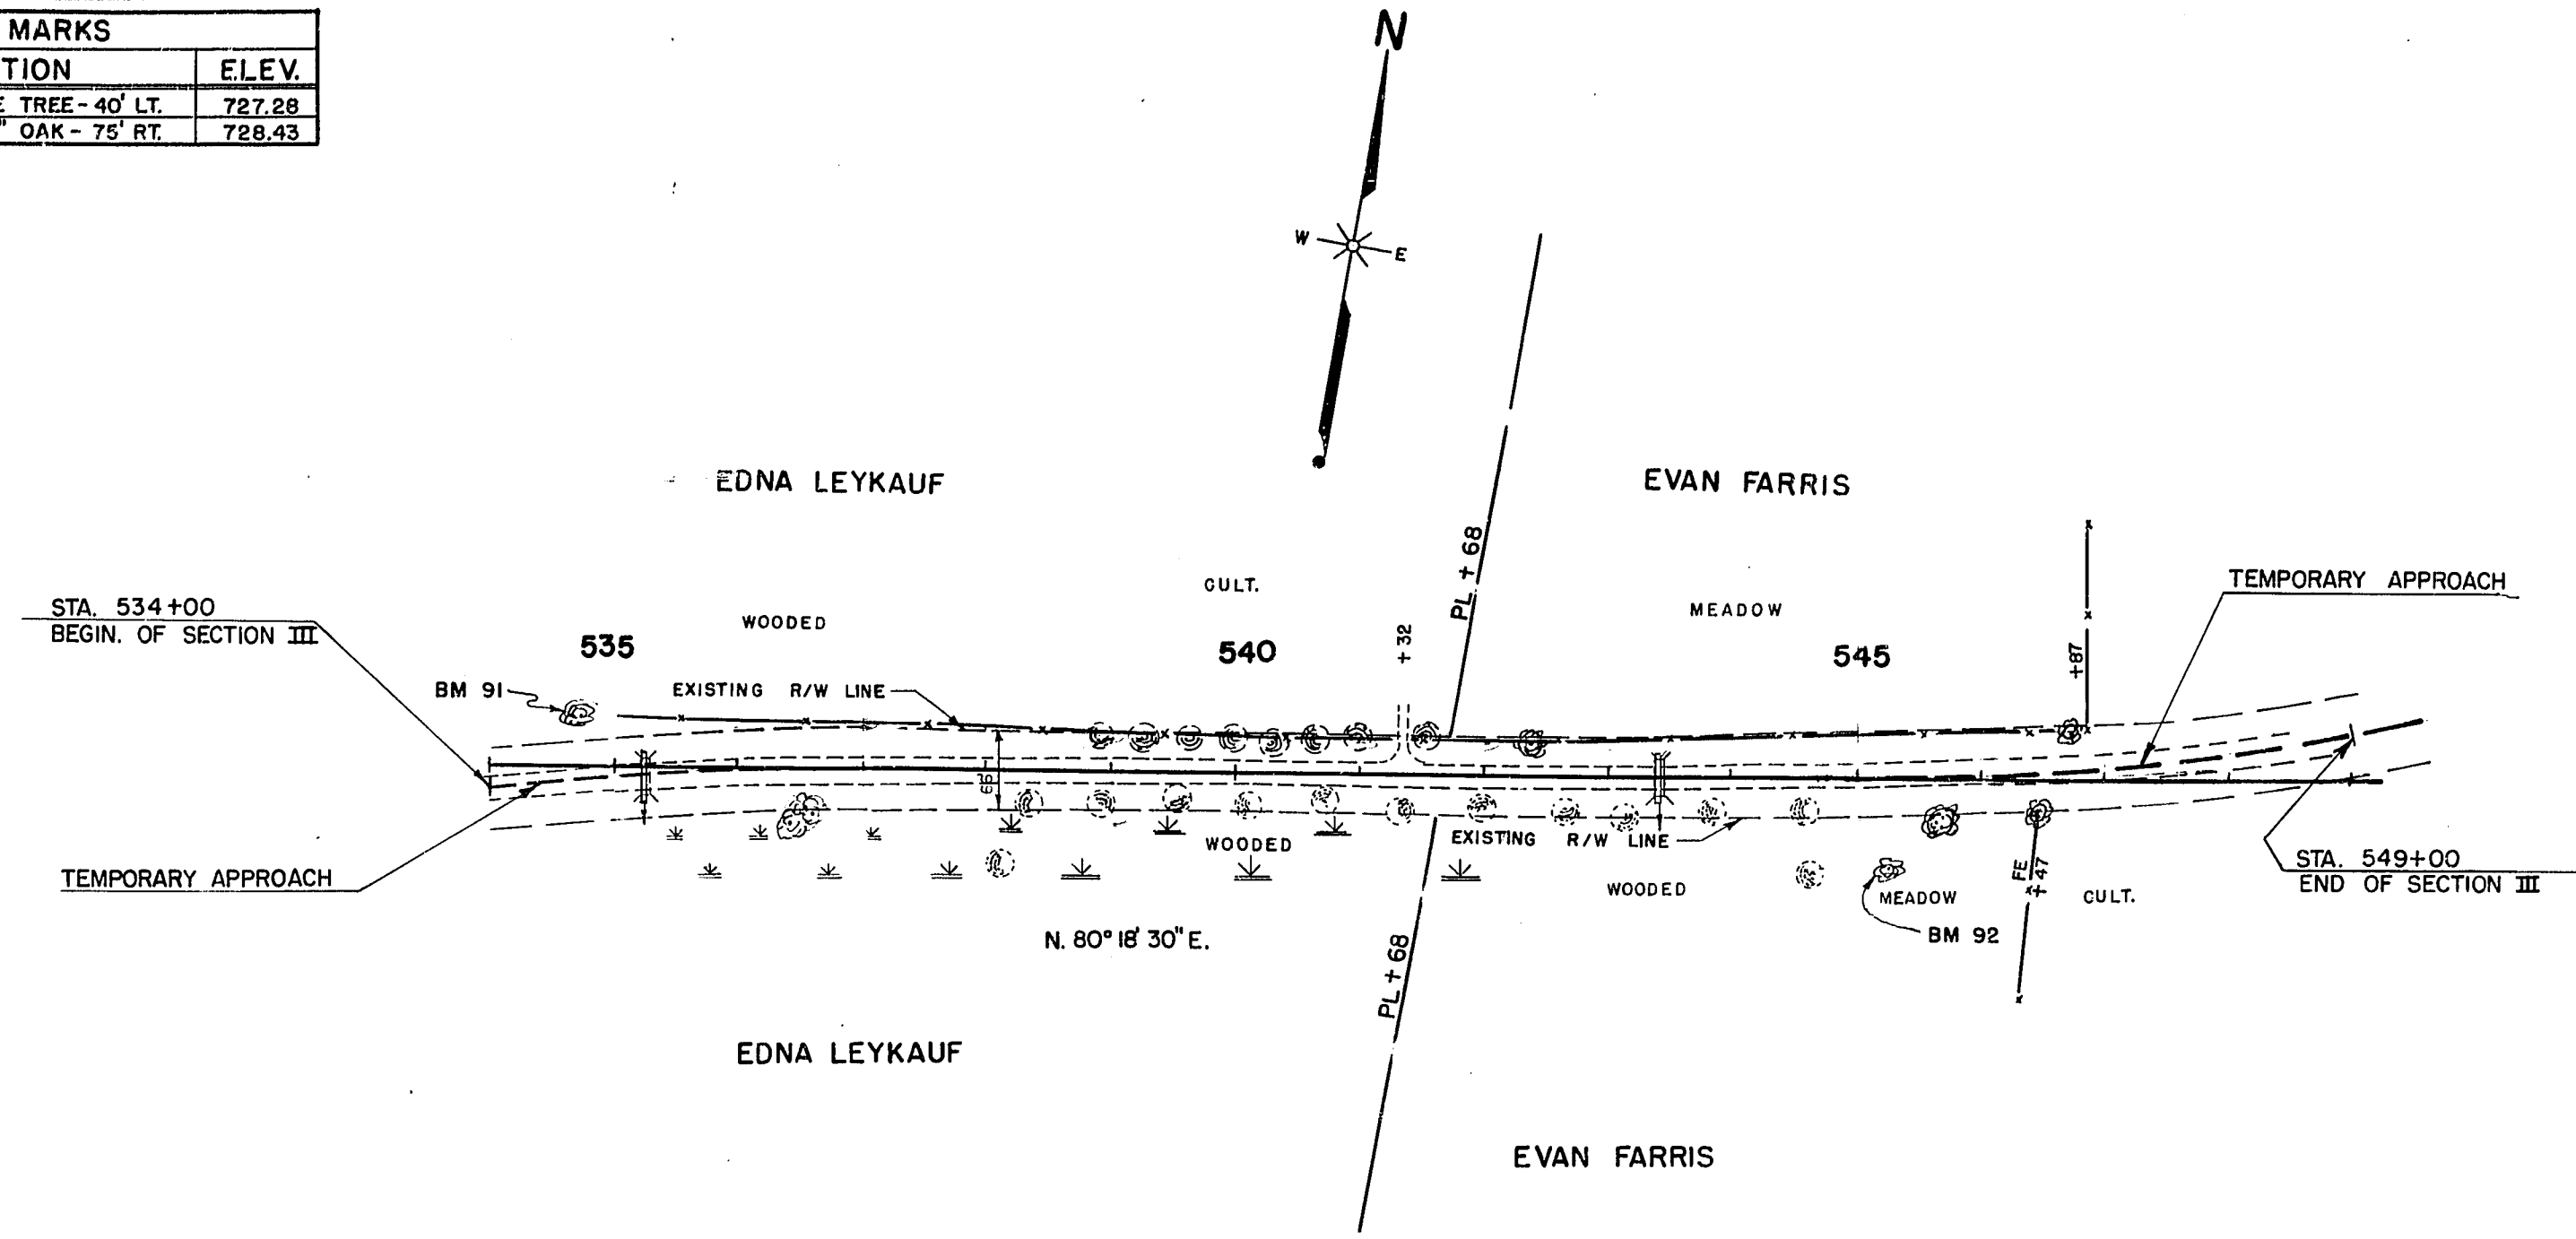 MARKS
TION ELEV.
E TREE - 40' LT. 727.28
" OAK - 75' RT. 728.43
N
W E
EDNA LEYKAUF
EVAN FARRIS
PL + 68
CULT.
TEMPORARY APPROACH
STA. 534+00
BEGIN. OF SECTION III
WOODED
MEADOW
535
540
+ 32
545
+87
BM 91
EXISTING R/W LINE
WOODED
EXISTING R/W LINE
STA. 549+00
END OF SECTION III
TEMPORARY APPROACH
WOODED
MEADOW
FE
+47
CULT.
BM 92
N. 80° 18' 30" E.
PL + 68
EDNA LEYKAUF
EVAN FARRIS